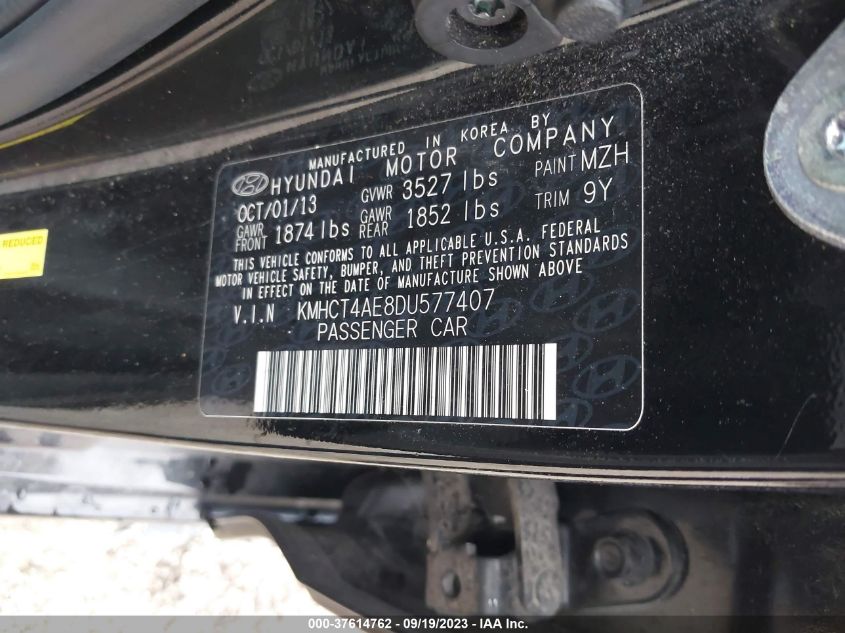 MANUFACTURED IN KOREA BY
HYUNDAI MOTOR COMPANY
OCT/01/13 GVWR 3527 lbs PAINT MZH
GAWR FRONT 1874 lbs GAWR REAR 1852 lbs TRIM 9Y
THIS VEHICLE CONFORMS TO ALL APPLICABLE U.S.A. FEDERAL
MOTOR VEHICLE SAFETY, BUMPER, AND THEFT PREVENTION STANDARDS
IN EFFECT ON THE DATE OF MANUFACTURE SHOWN ABOVE
V.I.N KMHCT4AE8DU577407
PASSENGER CAR
REDUCED
000-37614762 - 09/19/2023 - IAA Inc.